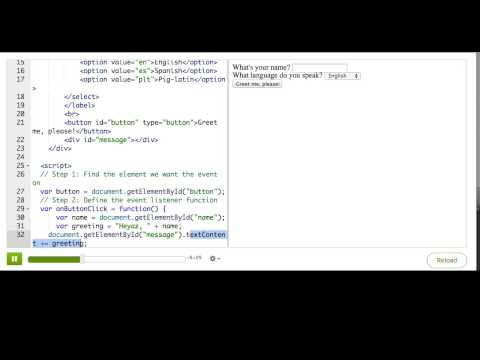 15 <option value="en">English</option>
16 <option value="es">Spanish</option>
17 <option value="plt">Pig-latin</option
>
18 </select>
19 </label>
20 <br>
21 <button id="button" type="button">Greet
me, please!</button>
22 <div id="message"></div>
23 </div>
24
25 <script>
26 // Step 1: Find the element we want the event
on
27 var button = document.getElementById("button");
28 // Step 2: Define the event listener function
29 var onButtonClick = function() {
30 var name = document.getElementById("name");
31 var greeting = "Heyaz, " + name;
32 document.getElementById("message").textConten
t += greeting;
What's your name?
What language do you speak? English
Greet me, please!
Reload